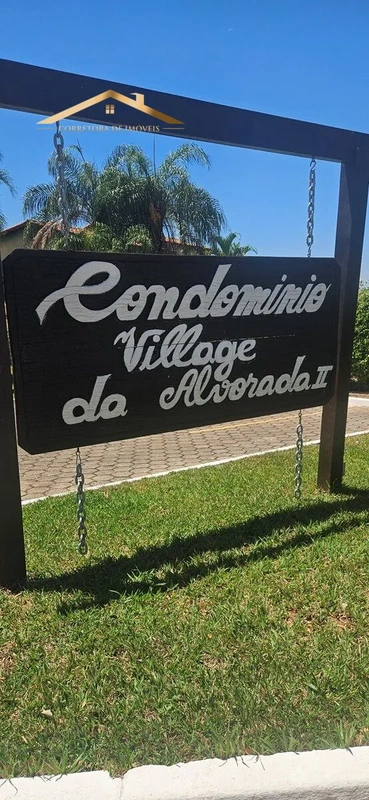 CORRETORA DE IMÓVEIS
Condomínio
Village
da Alvorada II